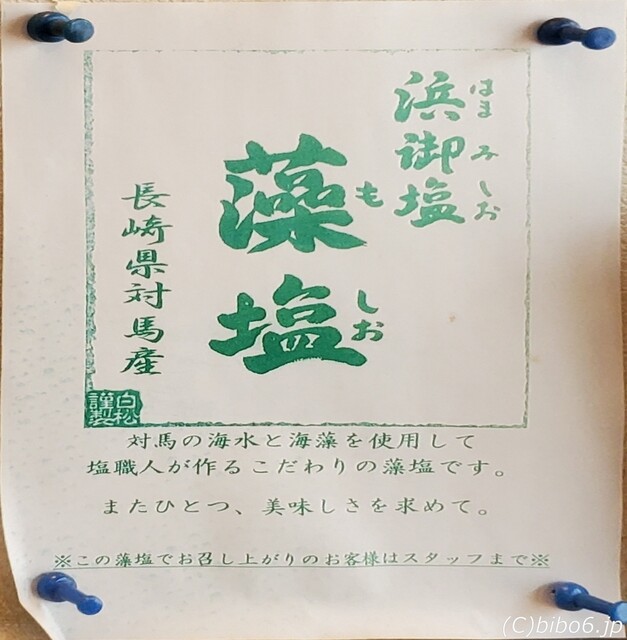 浜御塩
はまみしお
藻塩
もしお
長崎県対馬産
白松
謹製
対馬の海水と海藻を使用して
塩職人が作るこだわりの藻塩です。
またひとつ、美味しさを求めて。
※この藻塩でお召し上がりのお客様はスタッフまで※
(C)bibo6.jp